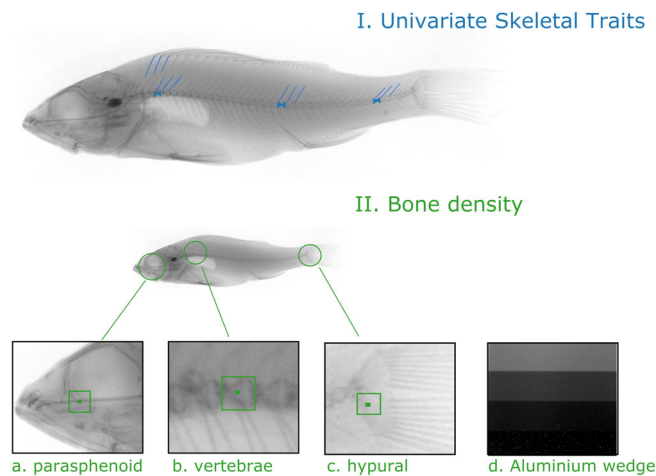 I. Univariate Skeletal Traits
II. Bone density
a. parasphenoid
b. vertebrae
c. hypural
d. Aluminium wedge